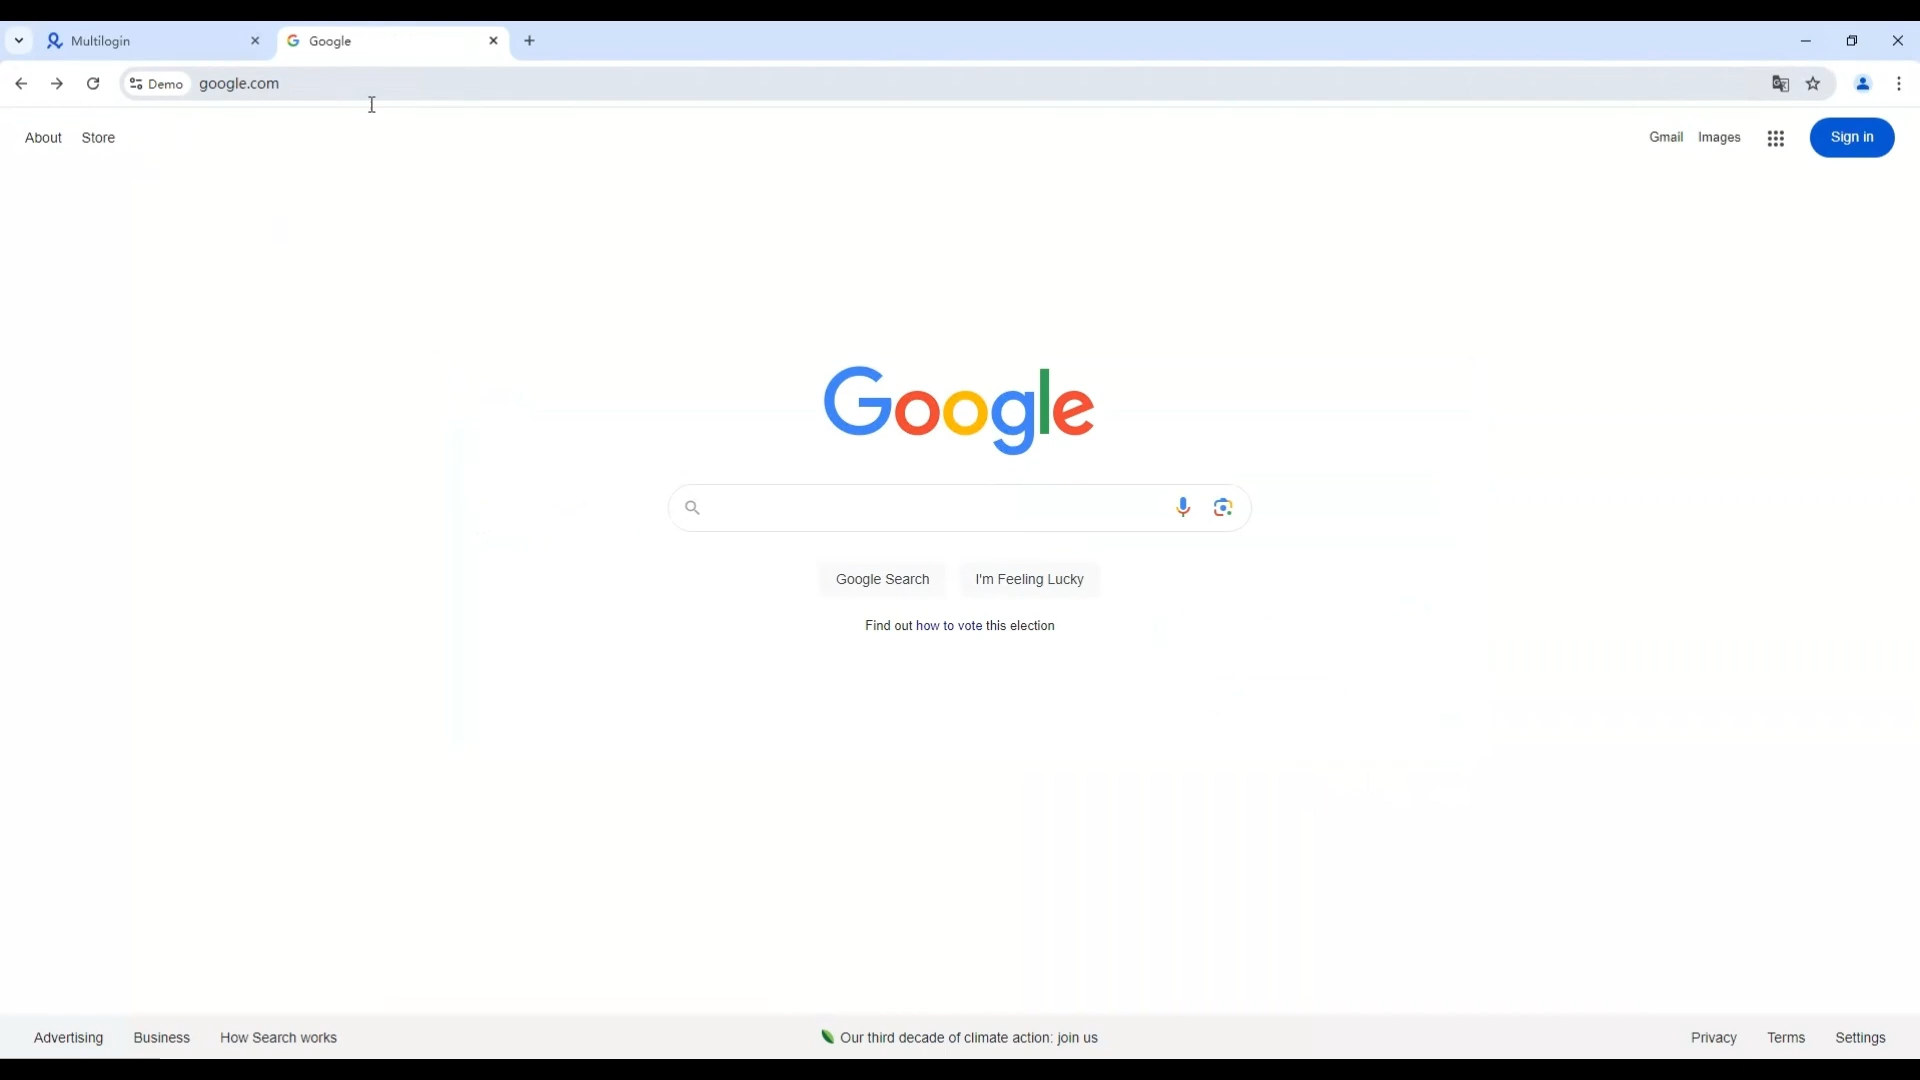 Multilogin
Google
Demo
google.com
About
Store
Gmail
Images
Sign in
Google
Google Search
I'm Feeling Lucky
Find out how to vote this election
Advertising
Business
How Search works
Our third decade of climate action: join us
Privacy
Terms
Settings